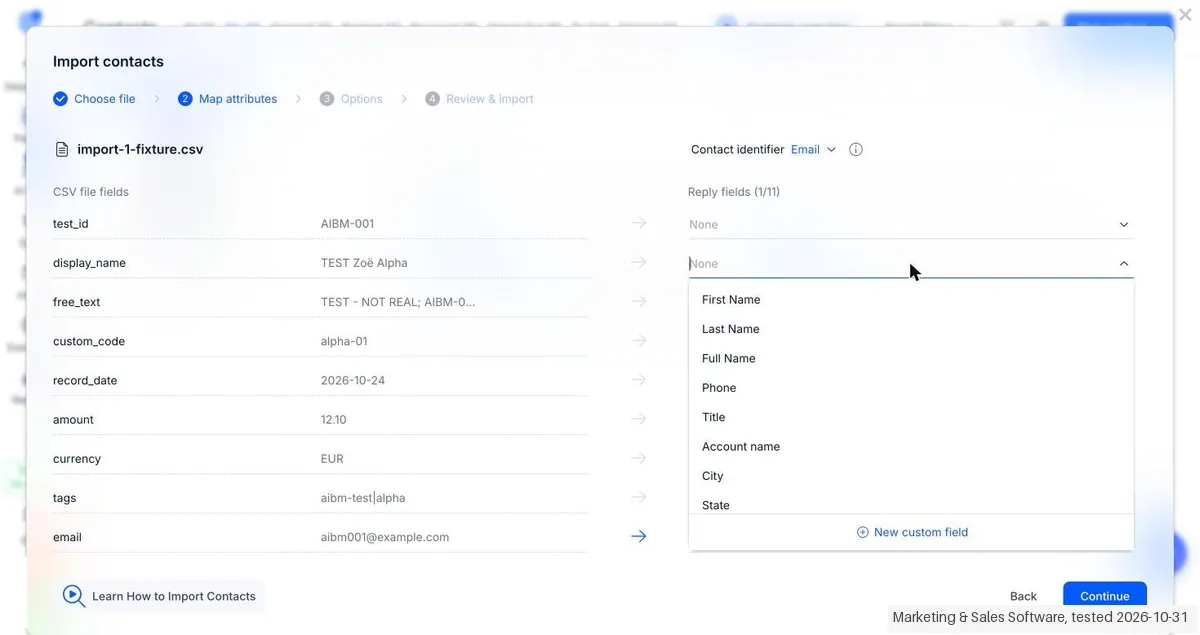 Import contacts
Choose file 2 Map attributes 3 Options 4 Review & import
import-1-fixture.csv Contact identifier Email
CSV file fields Reply fields (1/11)
test_id AIBM-001 None
display_name TEST Zoë Alpha None
free_text TEST - NOT REAL; AIBM-0... First Name
Last Name
custom_code alpha-01 Full Name
record_date 2026-10-24 Phone
amount 12.10 Title
Account name
currency EUR City
tags aibm-test|alpha State
email aibm001@example.com New custom field
Learn How to Import Contacts Back Continue
Marketing & Sales Software, tested 2026-10-31